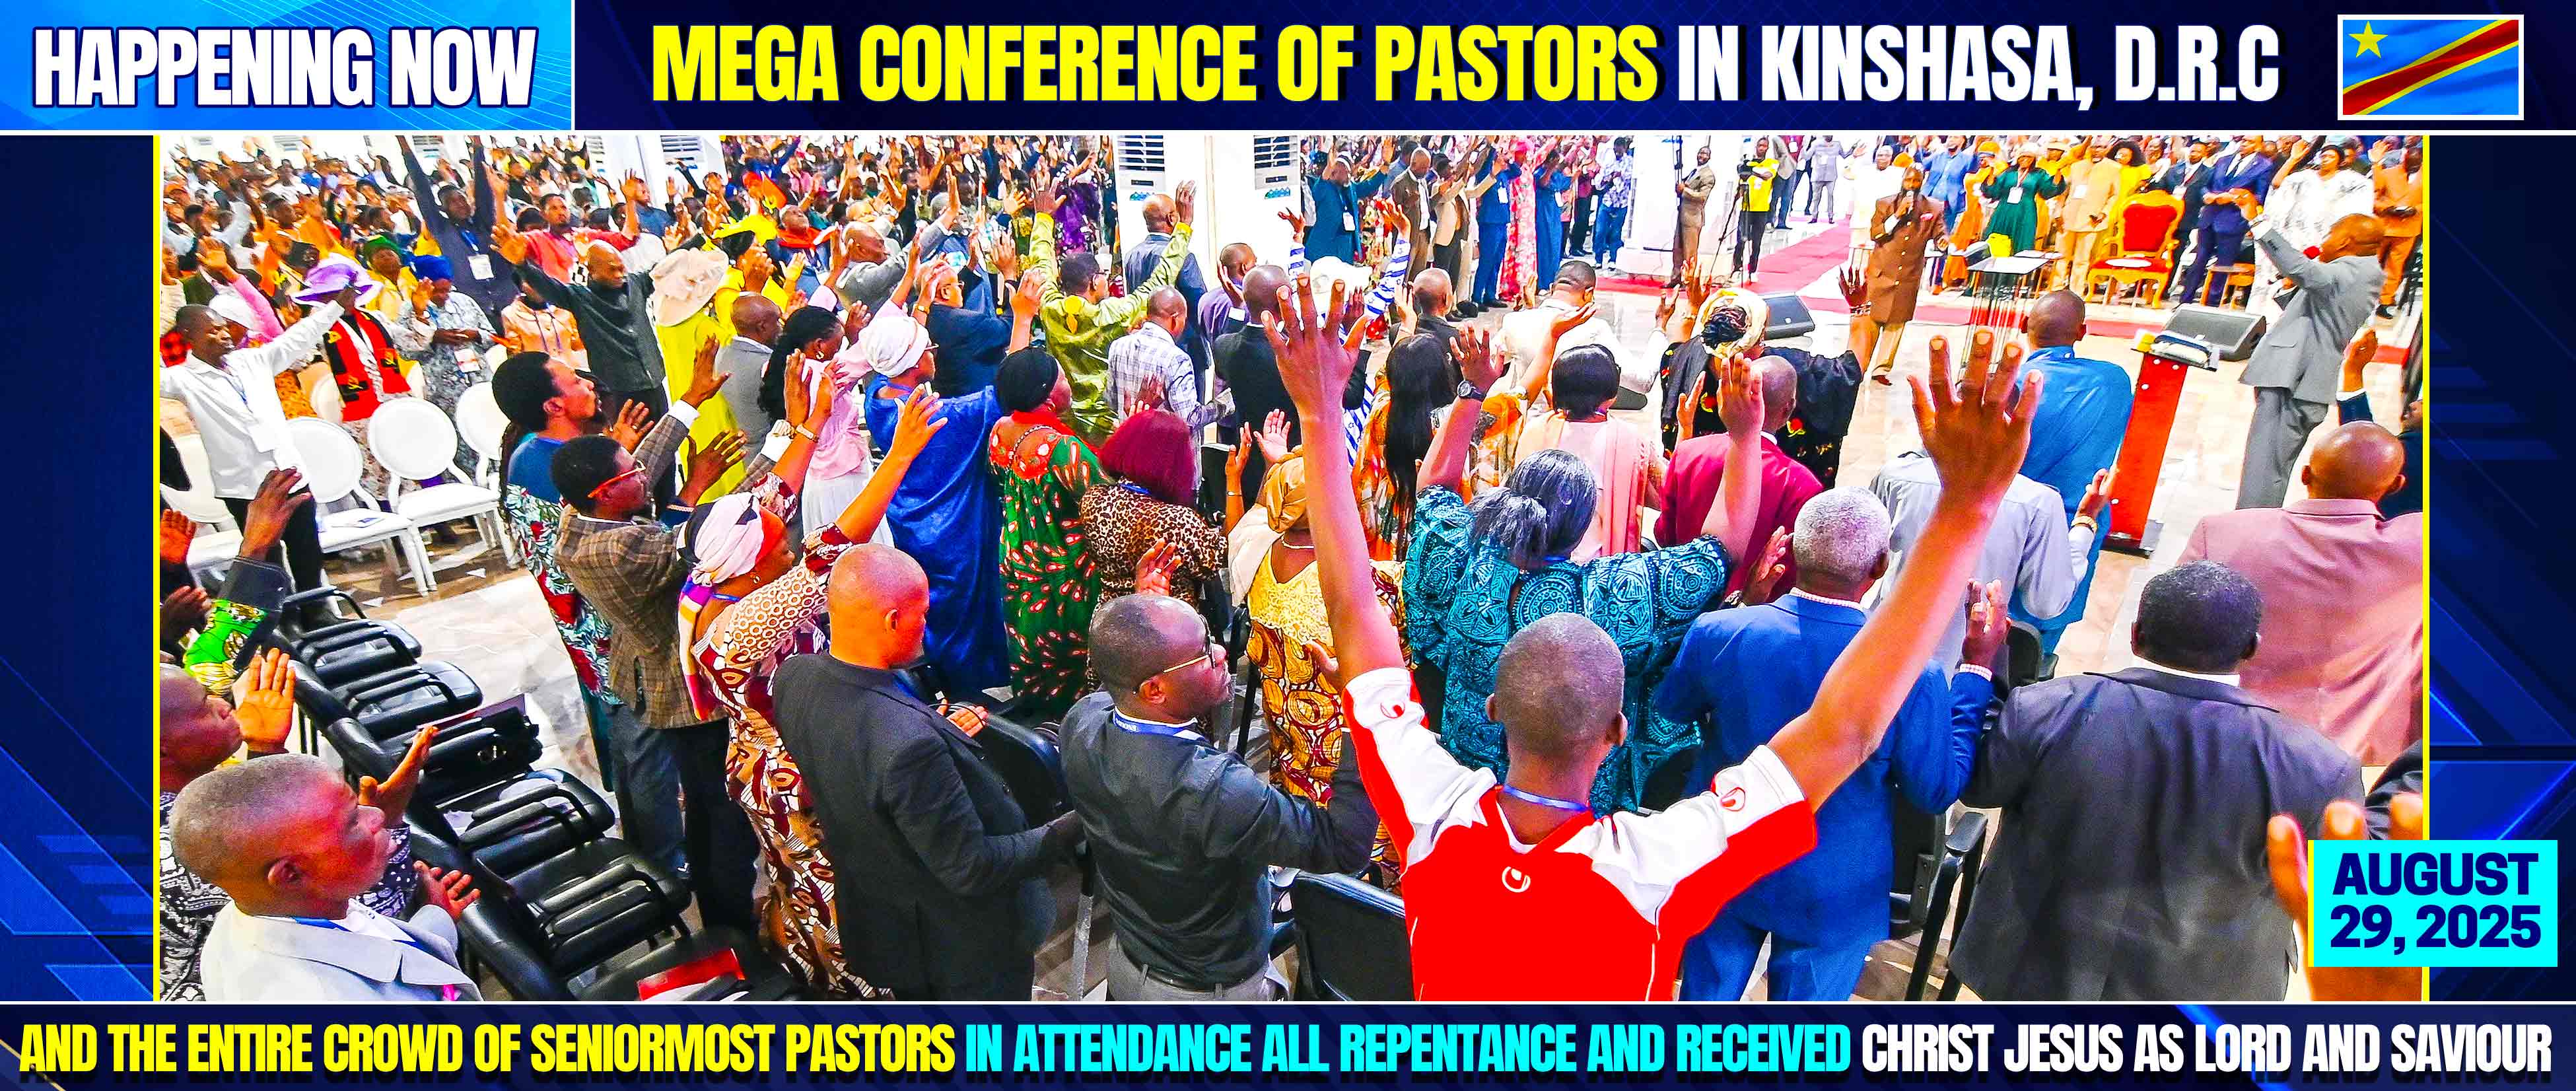 HAPPENING NOW
MEGA CONFERENCE OF PASTORS IN KINSHASA, D.R.C
AUGUST
29, 2025
AND THE ENTIRE CROWD OF SENIORMOST PASTORS IN ATTENDANCE ALL REPENTANCE AND RECEIVED CHRIST JESUS AS LORD AND SAVIOUR